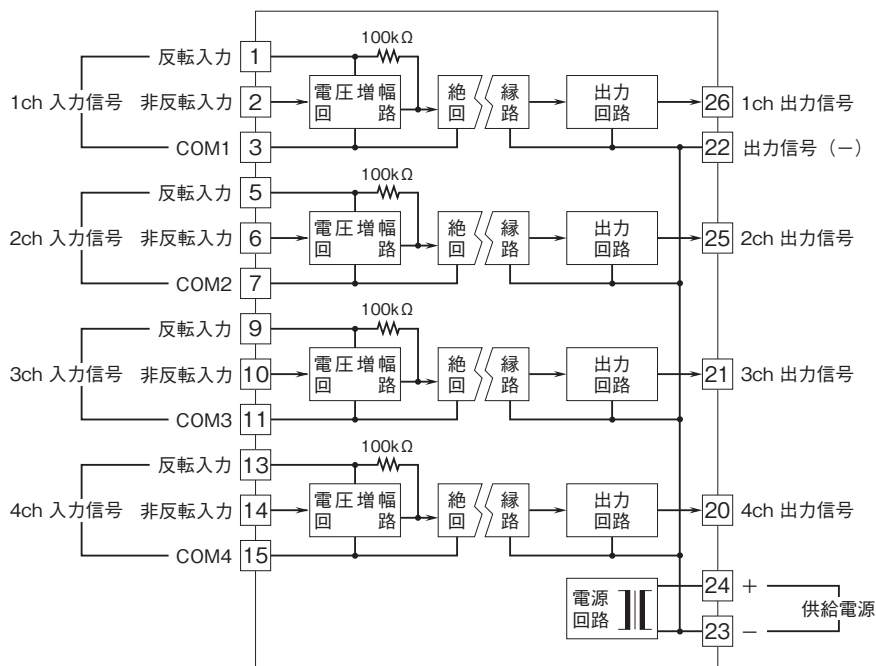 100kΩ
反転入力 1
1ch 入力信号 非反転入力 2 電圧増幅回路 絶縁回路 出力回路 26 1ch 出力信号
COM1 3 22 出力信号（－）
100kΩ
反転入力 5
2ch 入力信号 非反転入力 6 電圧増幅回路 絶縁回路 出力回路 25 2ch 出力信号
COM2 7
100kΩ
反転入力 9
3ch 入力信号 非反転入力 10 電圧増幅回路 絶縁回路 出力回路 21 3ch 出力信号
COM3 11
100kΩ
反転入力 13
4ch 入力信号 非反転入力 14 電圧増幅回路 絶縁回路 出力回路 20 4ch 出力信号
COM4 15
電源回路 24 ＋
供給電源
23 －